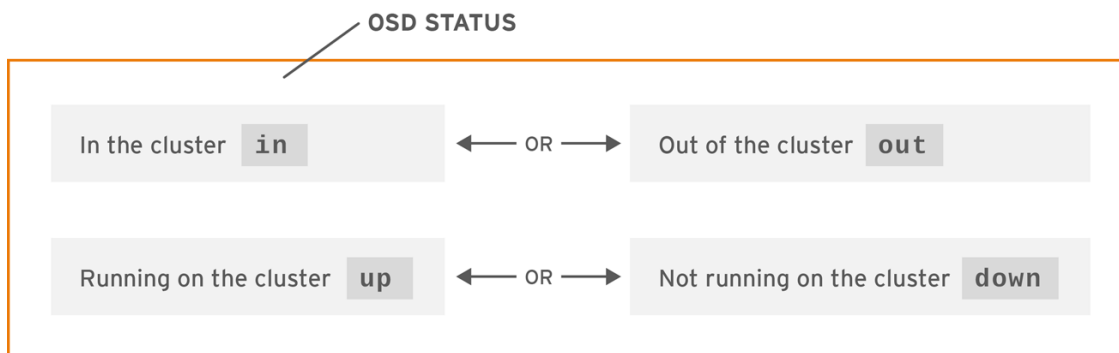 OSD STATUS
In the cluster in OR Out of the cluster out
Running on the cluster up OR Not running on the cluster down